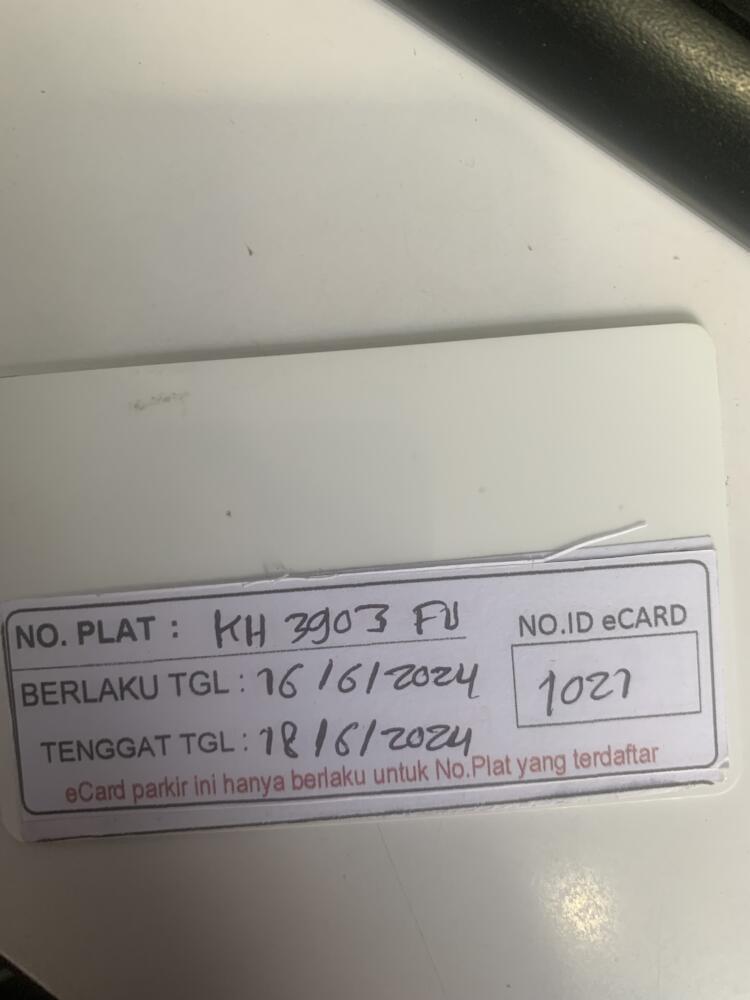 NO. PLAT : KH 3903 FU
NO.ID eCARD
BERLAKU TGL : 16/6/2024
1021
TENGGAT TGL : 18/6/2024
eCard parkir ini hanya berlaku untuk No.Plat yang terdaftar